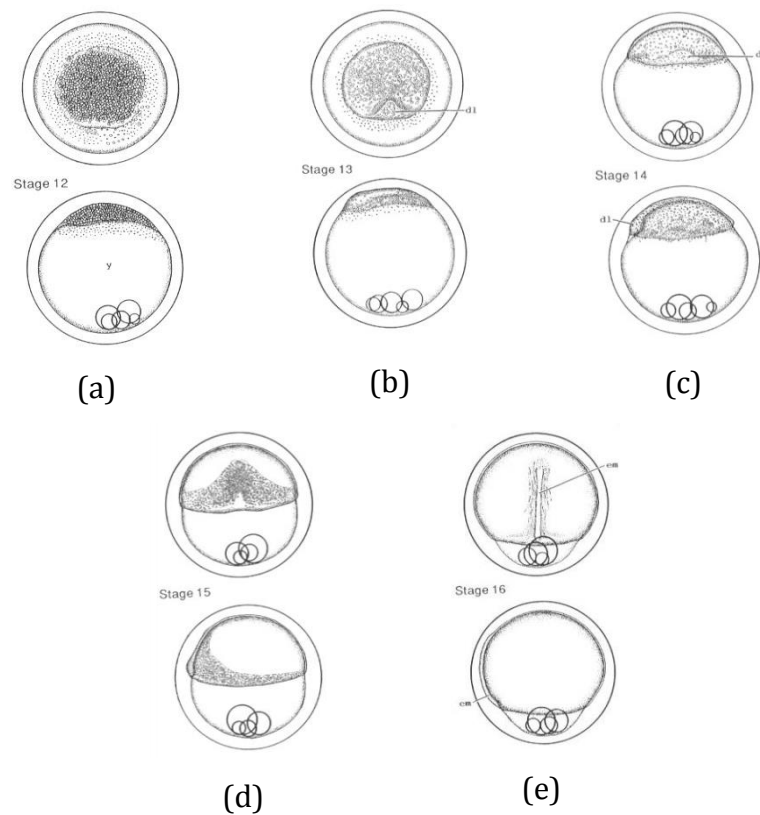 dl
d
Stage 12
Stage 13
Stage 14
dl
y
(a)
(b)
(c)
em
Stage 15
Stage 16
em
(d)
(e)